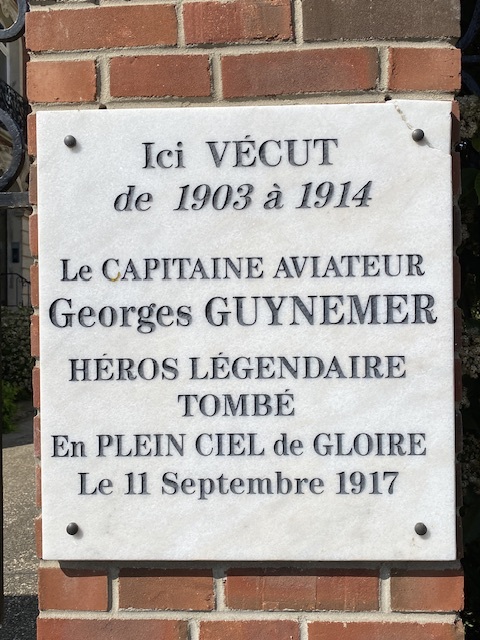 Ici VÉCUT
de 1903 à 1914
Le CAPITAINE AVIATEUR
Georges GUYNEMER
HÉROS LÉGENDAIRE
TOMBÉ
En PLEIN CIEL de GLOIRE
Le 11 Septembre 1917